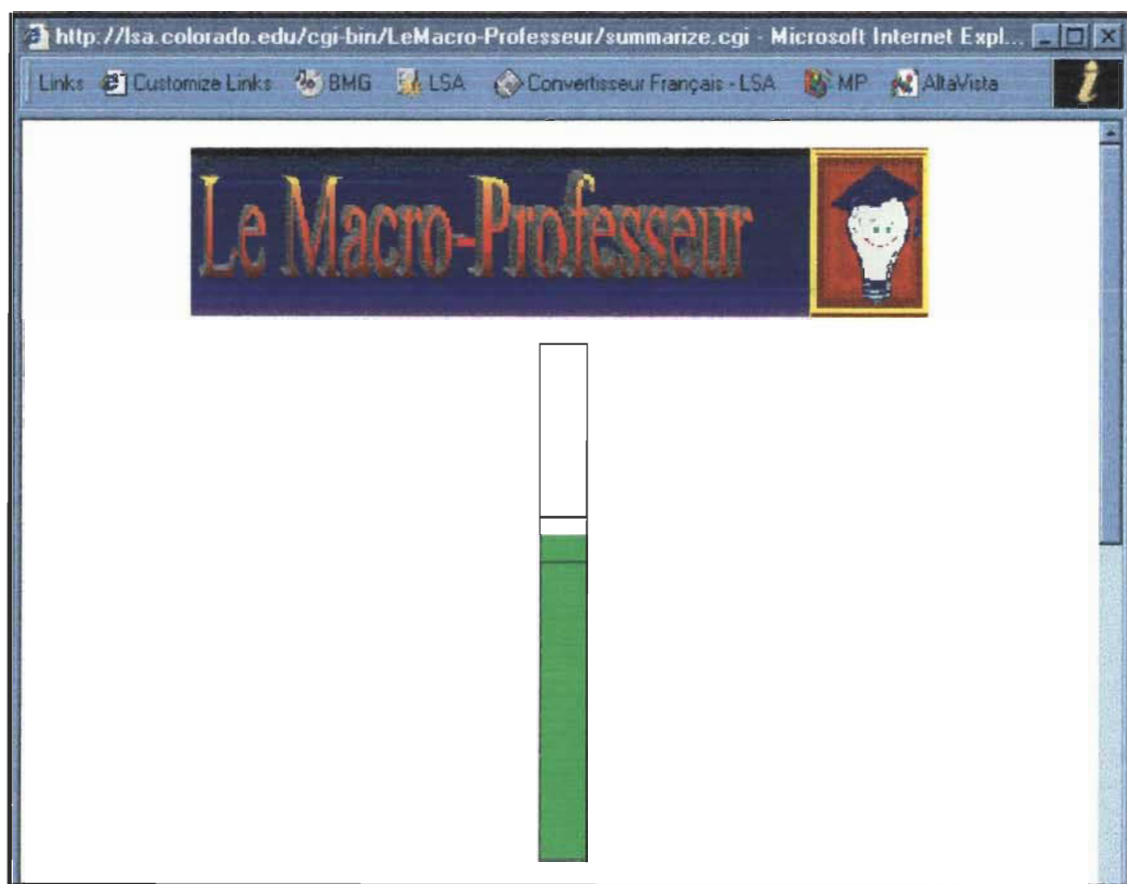 http://lsa.colorado.edu/cgi-bin/LeMacro-Professeur/summarize.cgi - Microsoft Internet Expl...
Links Customize Links BMG LSA Convertisseur Français - LSA MP AltaVista
Le Macro-Professeur